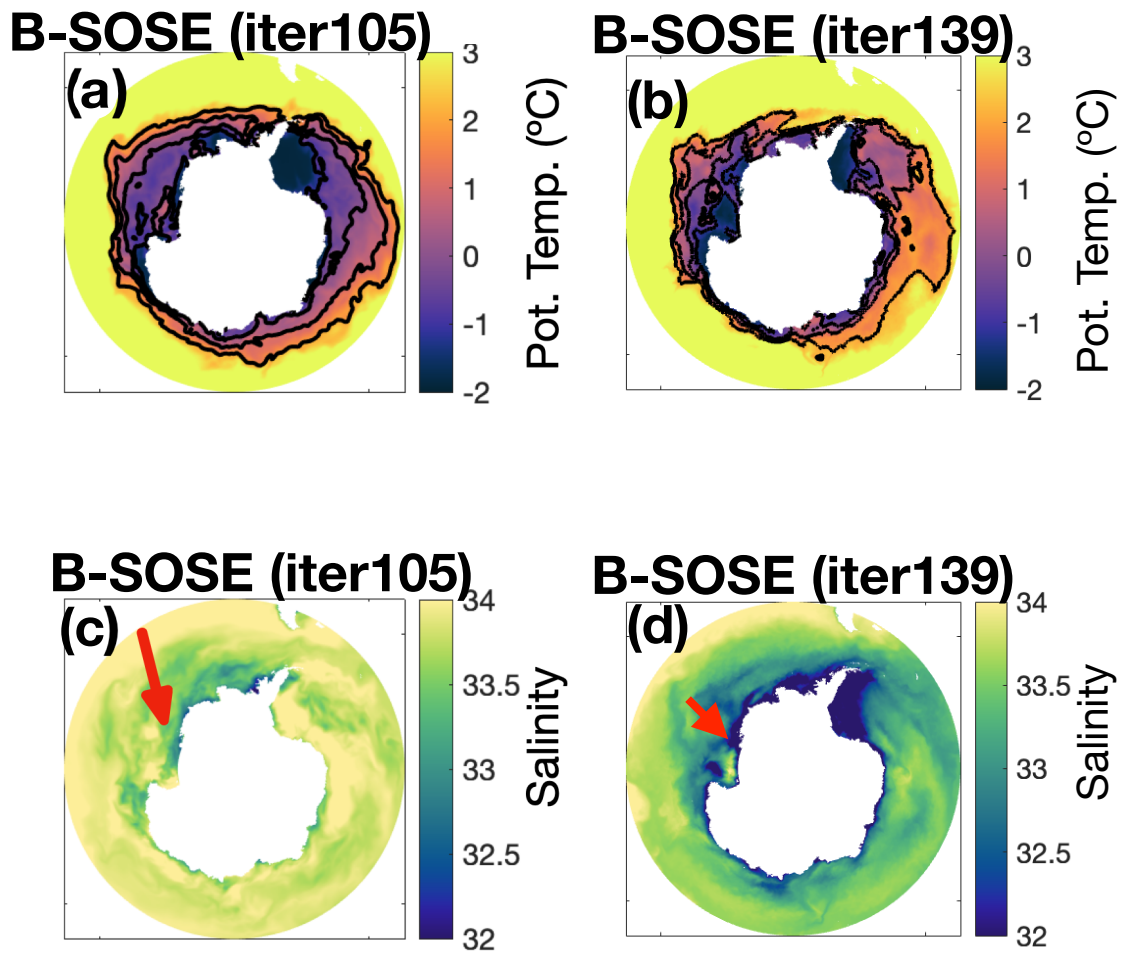 B-SOSE (iter105)
B-SOSE (iter139)
(a)
3
2
1
0
-1
-2
Pot. Temp. (ºC)
(b)
3
2
1
0
-1
-2
Pot. Temp. (ºC)
B-SOSE (iter105)
B-SOSE (iter139)
(c)
34
33.5
33
32.5
32
Salinity
(d)
34
33.5
33
32.5
32
Salinity